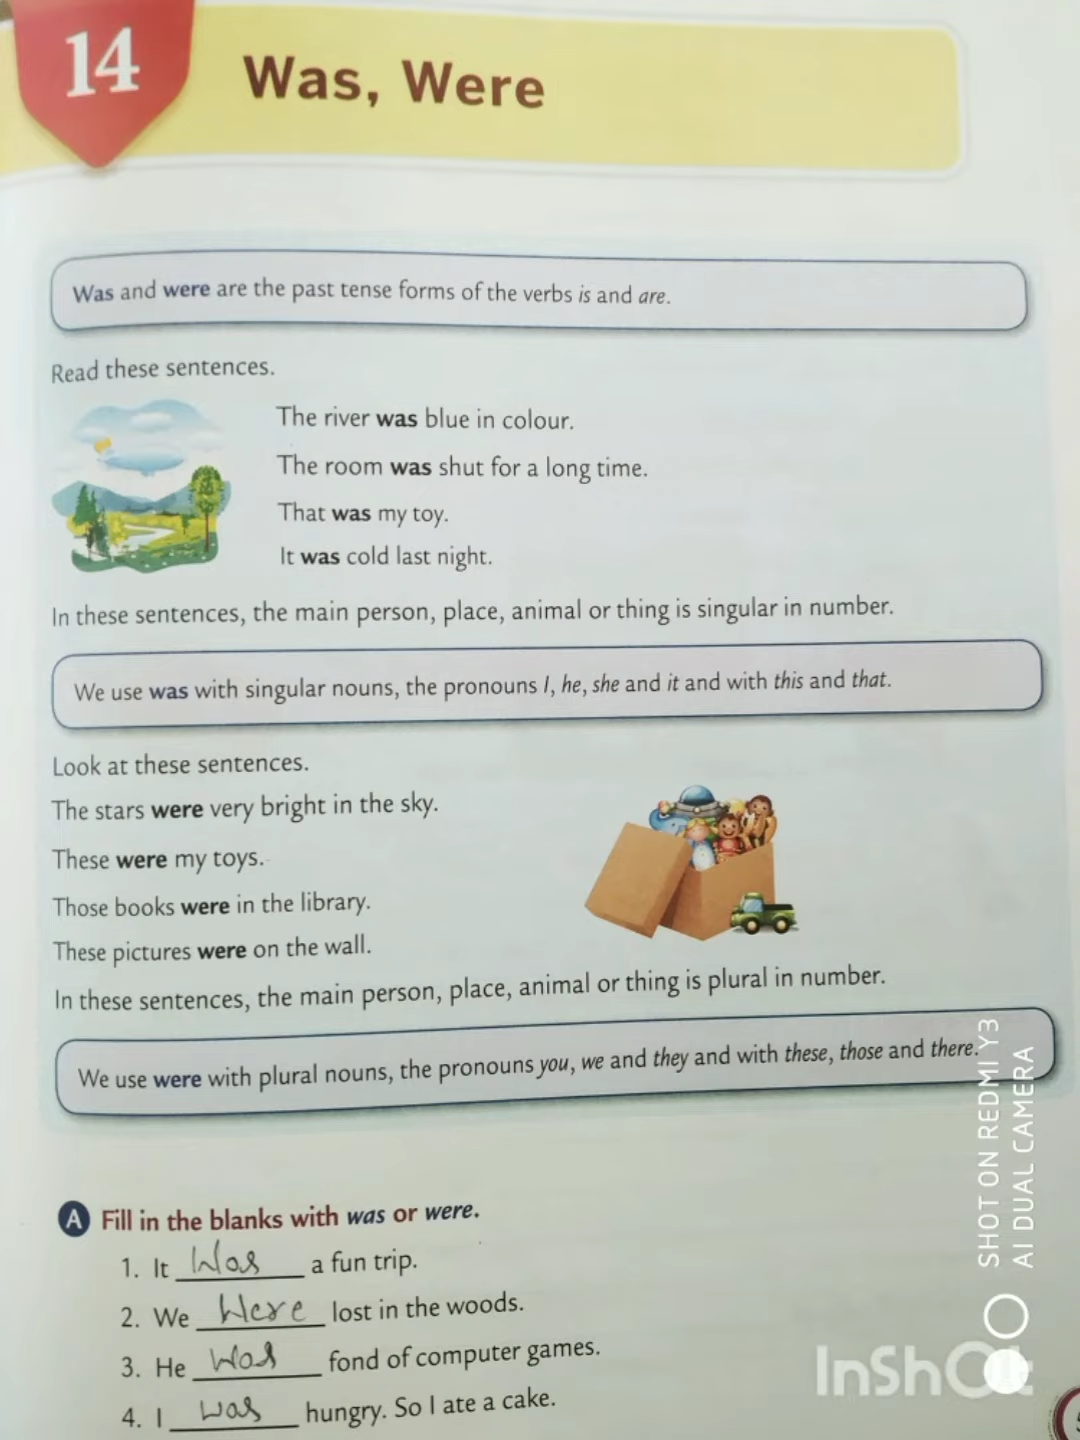 14
Was, Were
Was and were are the past tense forms of the verbs is and are.
Read these sentences.
The river was blue in colour.
The room was shut for a long time.
That was my toy.
It was cold last night.
In these sentences, the main person, place, animal or thing is singular in number.
We use was with singular nouns, the pronouns I, he, she and it and with this and that.
Look at these sentences.
The stars were very bright in the sky.
These were my toys.
Those books were in the library.
These pictures were on the wall.
In these sentences, the main person, place, animal or thing is plural in number.
We use were with plural nouns, the pronouns you, we and they and with these, those and there.
A Fill in the blanks with was or were.
1. It Was a fun trip.
2. We Were lost in the woods.
3. He Was fond of computer games.
4. I was hungry. So I ate a cake.
SHOT ON REDMI Y3
AI DUAL CAMERA
InShOt